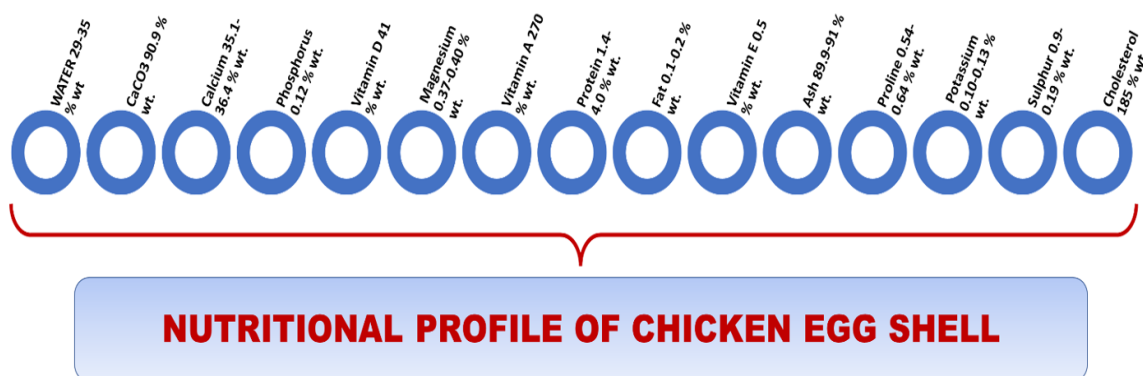 WATER 29-35
% wt
CaCO3 90.9 %
wt.
Calcium 35.1-
36.4 % wt.
Phosphorus
0.12 % wt.
Vitamin D 41
% wt.
Magnesium
0.37-0.40 %
wt.
Vitamin A 270
% wt.
Protein 1.4-
4.0 % wt.
Fat 0.1-0.2 %
wt.
Vitamin E 0.5
% wt.
Ash 89.9-91 %
wt.
Proline 0.54-
0.64 % wt.
Potassium
0.10-0.13 %
wt.
Sulphur 0.9-
0.19 % wt.
Cholesterol
185 % wt.
NUTRITIONAL PROFILE OF CHICKEN EGG SHELL